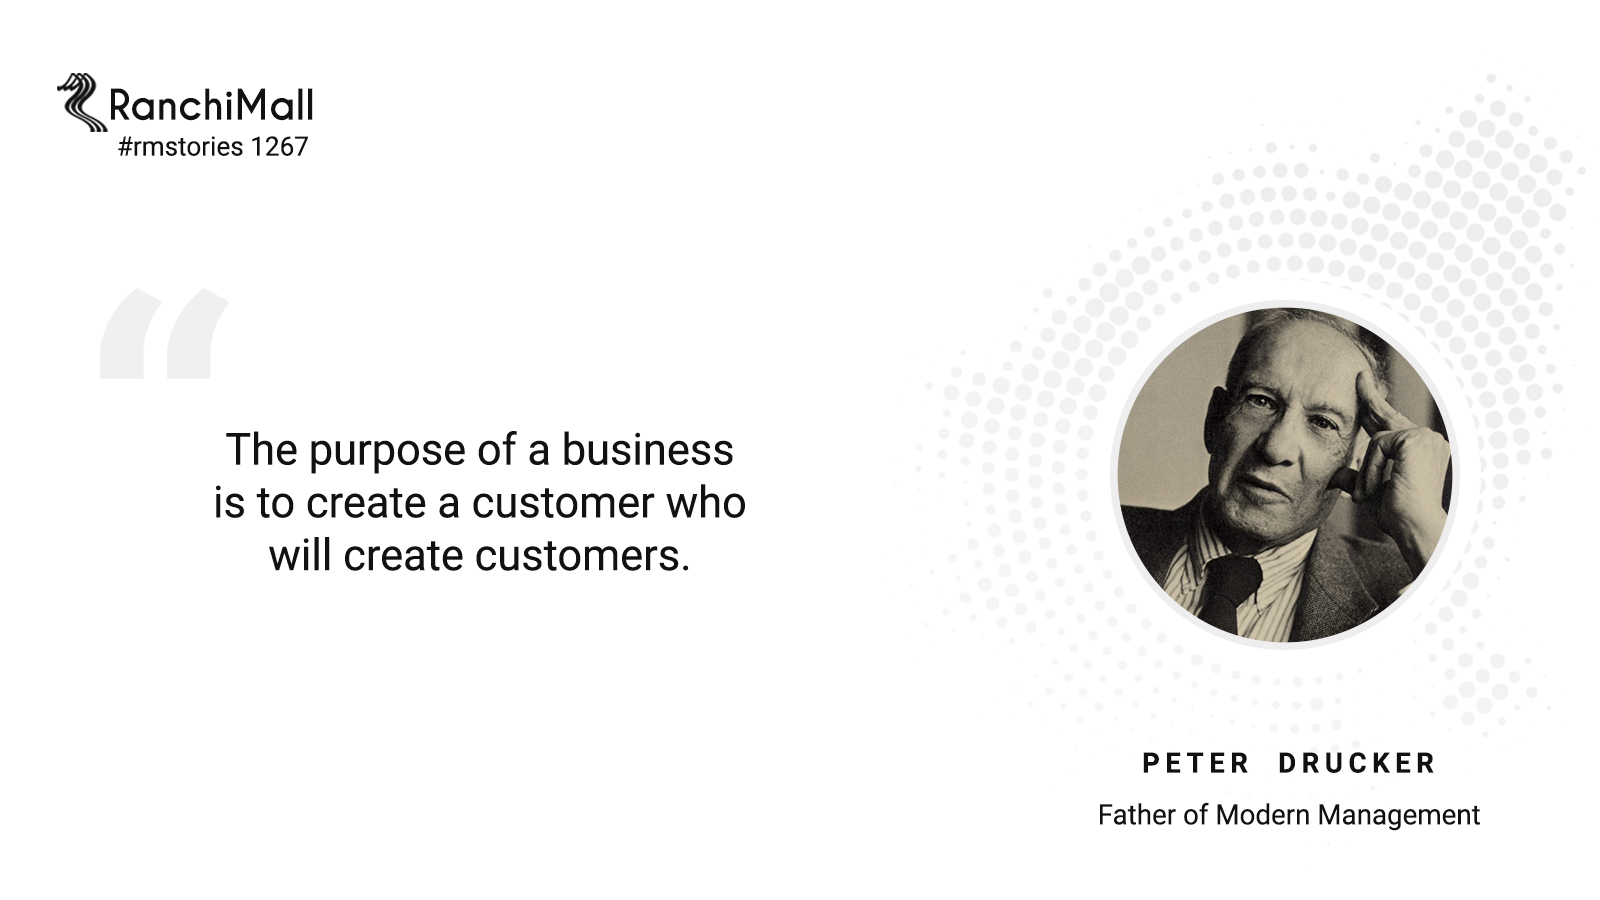 RanchiMall
#rmstories 1267
“
The purpose of a business
is to create a customer who
will create customers.
PETER DRUCKER
Father of Modern Management